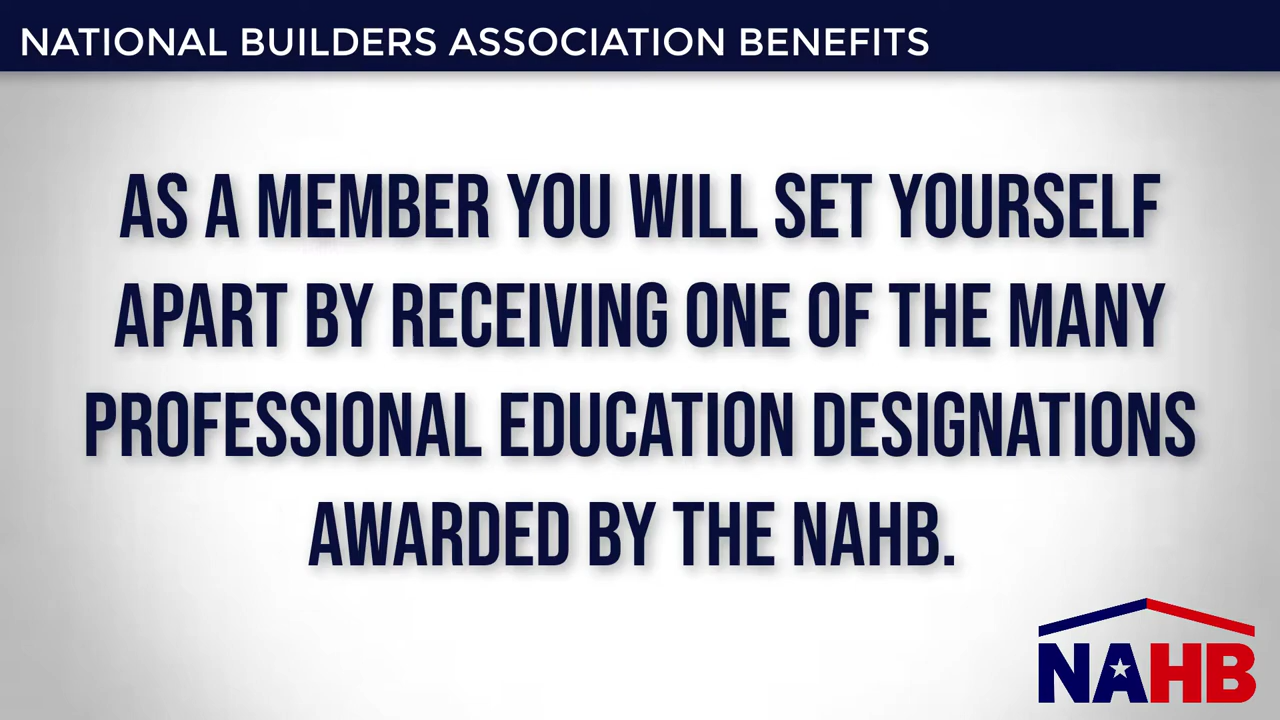 NATIONAL BUILDERS ASSOCIATION BENEFITS
AS A MEMBER YOU WILL SET YOURSELF
APART BY RECEIVING ONE OF THE MANY
PROFESSIONAL EDUCATION DESIGNATIONS
AWARDED BY THE NAHB.
NAHB